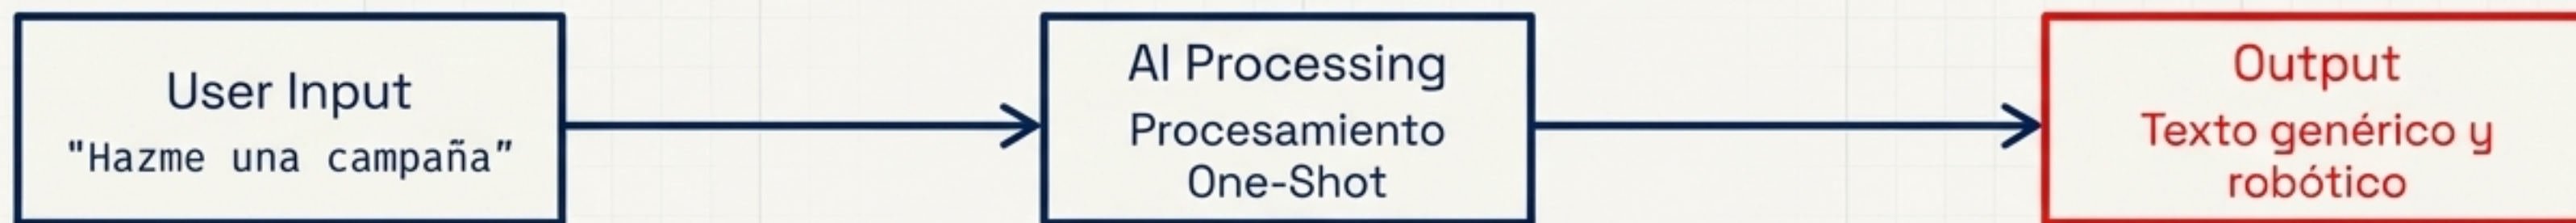 User Input
"Hazme una campaña"
AI Processing
Procesamiento
One-Shot
Output
Texto genérico y
robótico